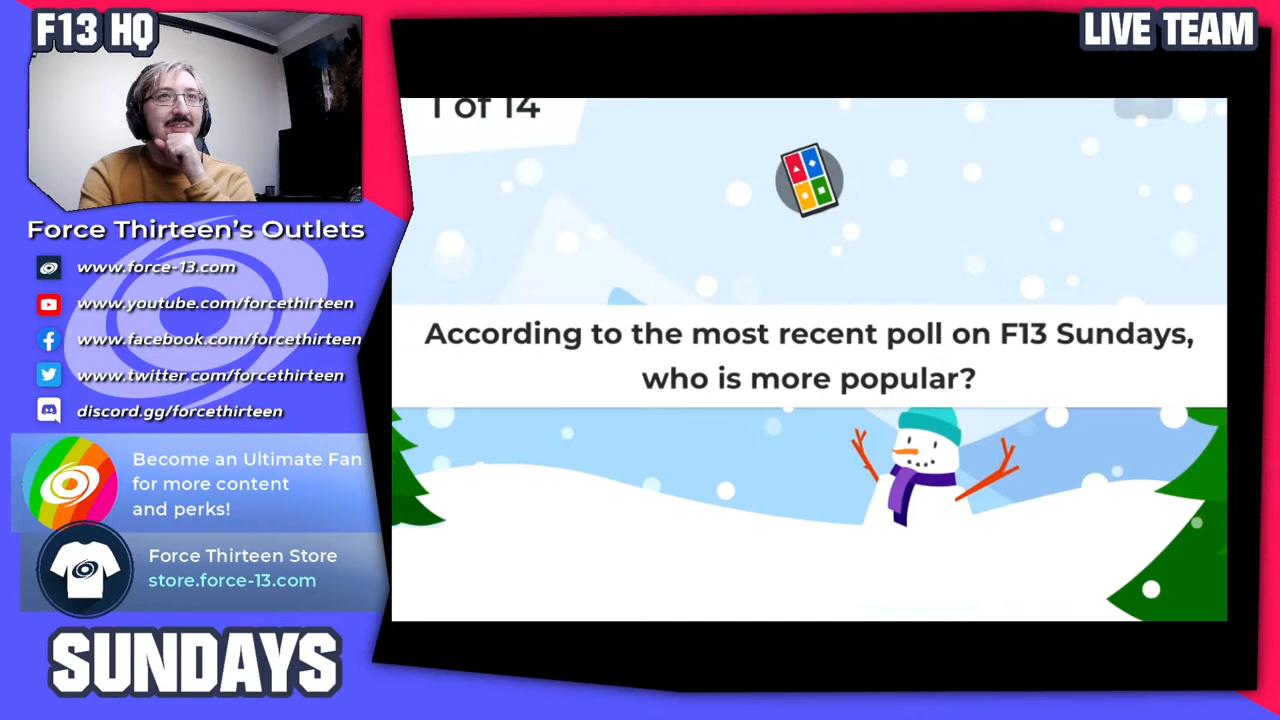 F13 HQ
LIVE TEAM
1 of 14
Force Thirteen's Outlets
www.force-13.com
www.youtube.com/forcethirteen
www.facebook.com/forcethirteen
www.twitter.com/forcethirteen
discord.gg/forcethirteen
According to the most recent poll on F13 Sundays,
who is more popular?
Become an Ultimate Fan
for more content
and perks!
Force Thirteen Store
store.force-13.com
SUNDAYS